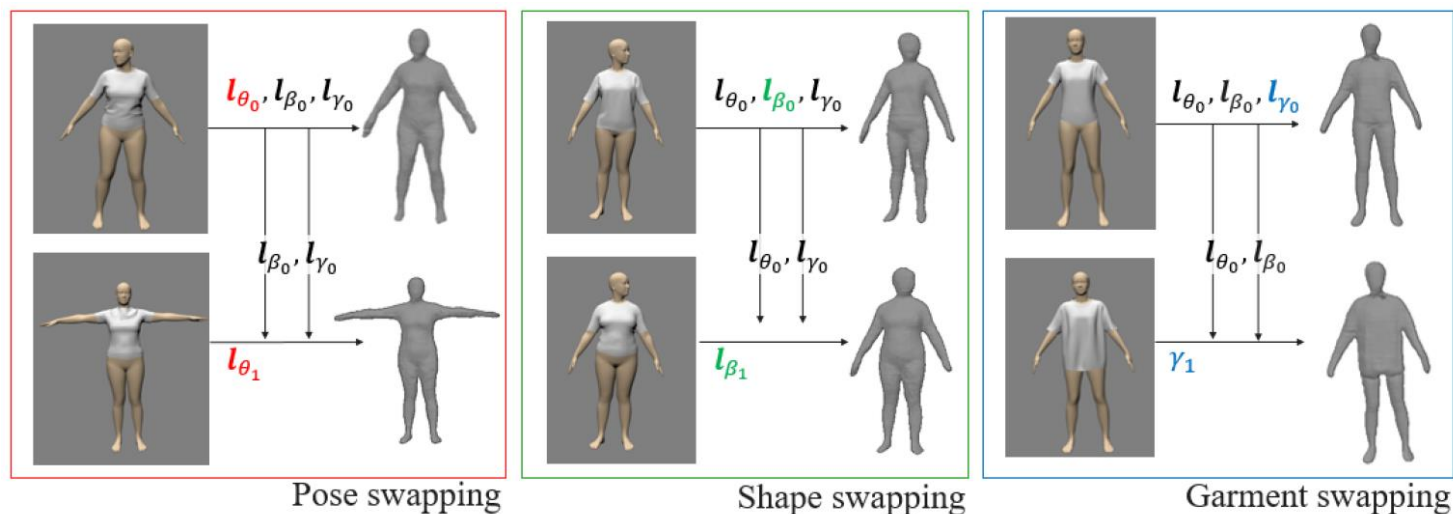 l_θ₀, l_β₀, l_γ₀
l_β₀, l_γ₀
l_θ₁
Pose swapping
l_θ₀, l_β₀, l_γ₀
l_θ₀, l_γ₀
l_β₁
Shape swapping
l_θ₀, l_β₀, l_γ₀
l_θ₀, l_β₀
γ₁
Garment swapping